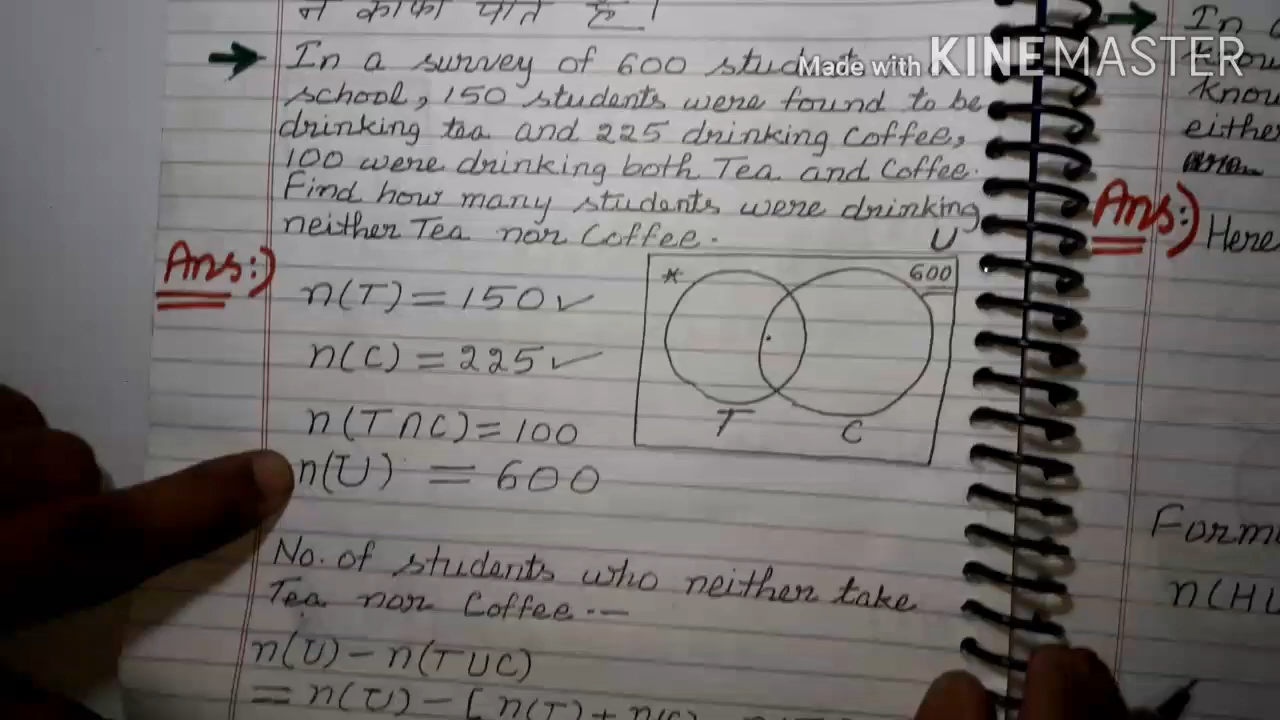 In a survey of 600
school, 150 students were found to be
drinking tea and 225 drinking Coffee,
100 were drinking both Tea and Coffee.
Find how many students were drinking
neither Tea nor Coffee.
Ans:)
n(T) = 150 ✓
n(C) = 225 ✓
n(T∩C) = 100
n(U) = 600
U
600
*
T
C
No. of students who neither take
Tea nor Coffee :—
n(U) - n(TUC)
= n(U) - [n(T) + n(C)
In
know
either
Ans:)
Here
Made with KINEMASTER